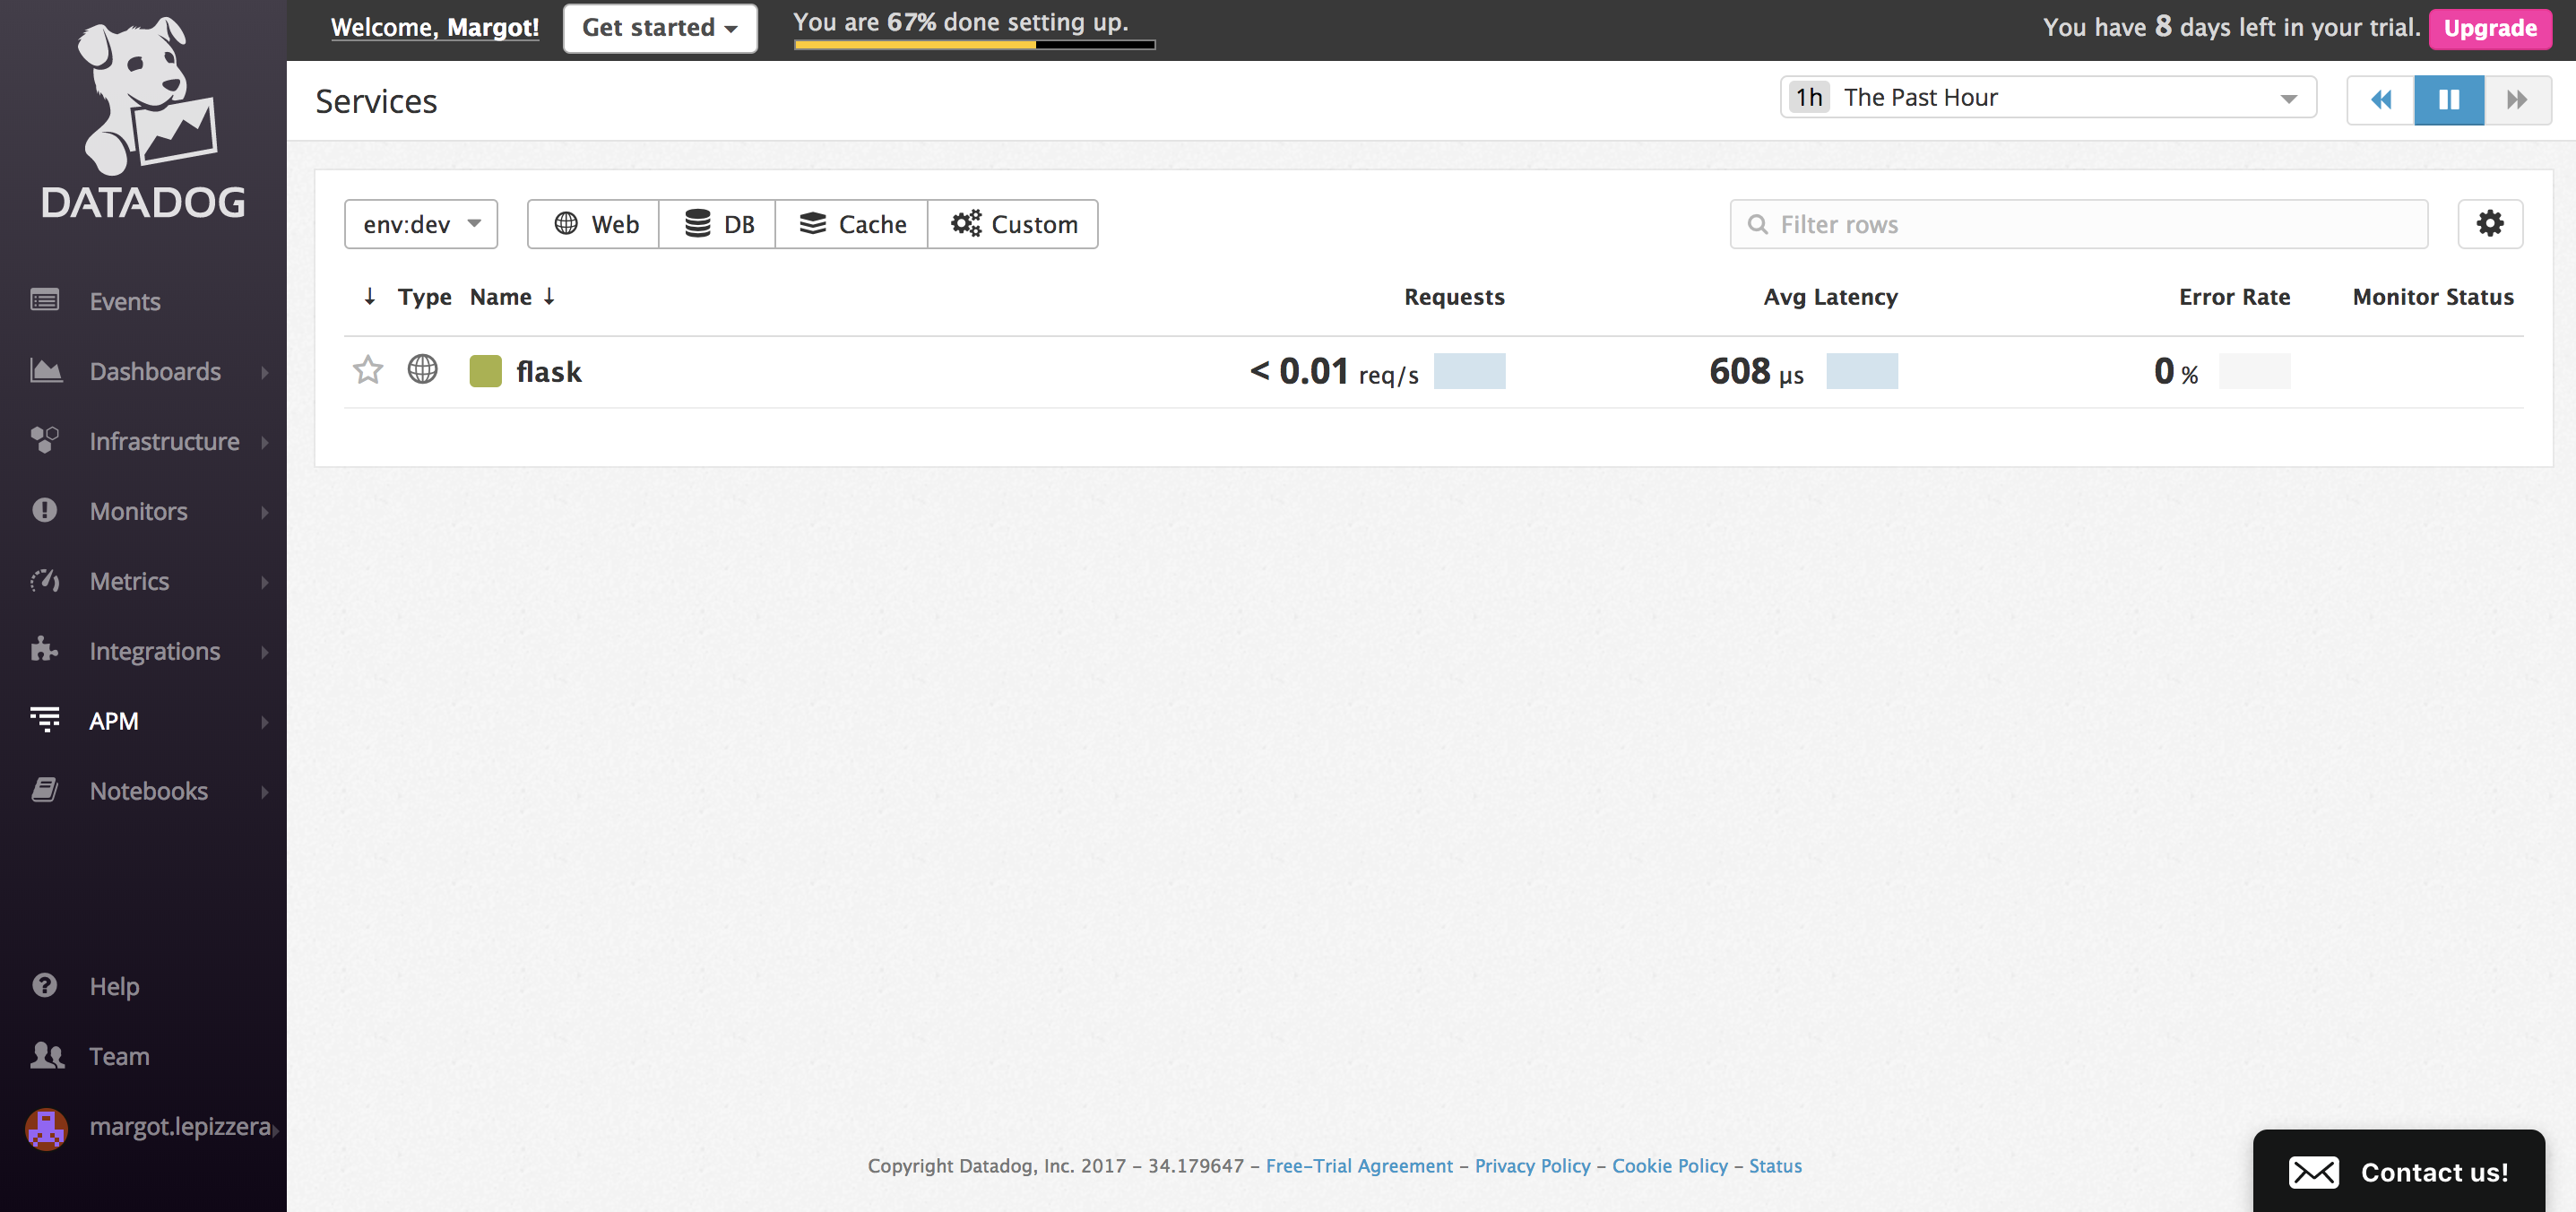 DATADOG
Events
Dashboards
Infrastructure
Monitors
Metrics
Integrations
APM
Notebooks
Help
Team
margot.lepizzera
Welcome, Margot!
Get started
You are 67% done setting up.
You have 8 days left in your trial.
Upgrade
Services
1h The Past Hour
env:dev
Web
DB
Cache
Custom
Filter rows
↓ Type Name ↓ Requests Avg Latency Error Rate Monitor Status
flask < 0.01 req/s 608 µs 0 %
Copyright Datadog, Inc. 2017 – 34.179647 – Free-Trial Agreement – Privacy Policy – Cookie Policy – Status
Contact us!